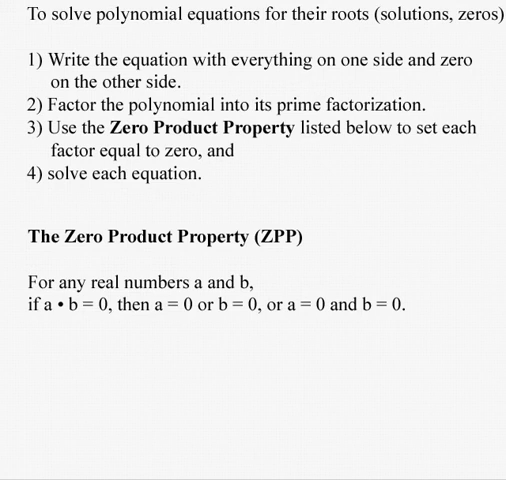 To solve polynomial equations for their roots (solutions, zeros)
1) Write the equation with everything on one side and zero
on the other side.
2) Factor the polynomial into its prime factorization.
3) Use the Zero Product Property listed below to set each
factor equal to zero, and
4) solve each equation.
The Zero Product Property (ZPP)
For any real numbers a and b,
if a • b = 0, then a = 0 or b = 0, or a = 0 and b = 0.